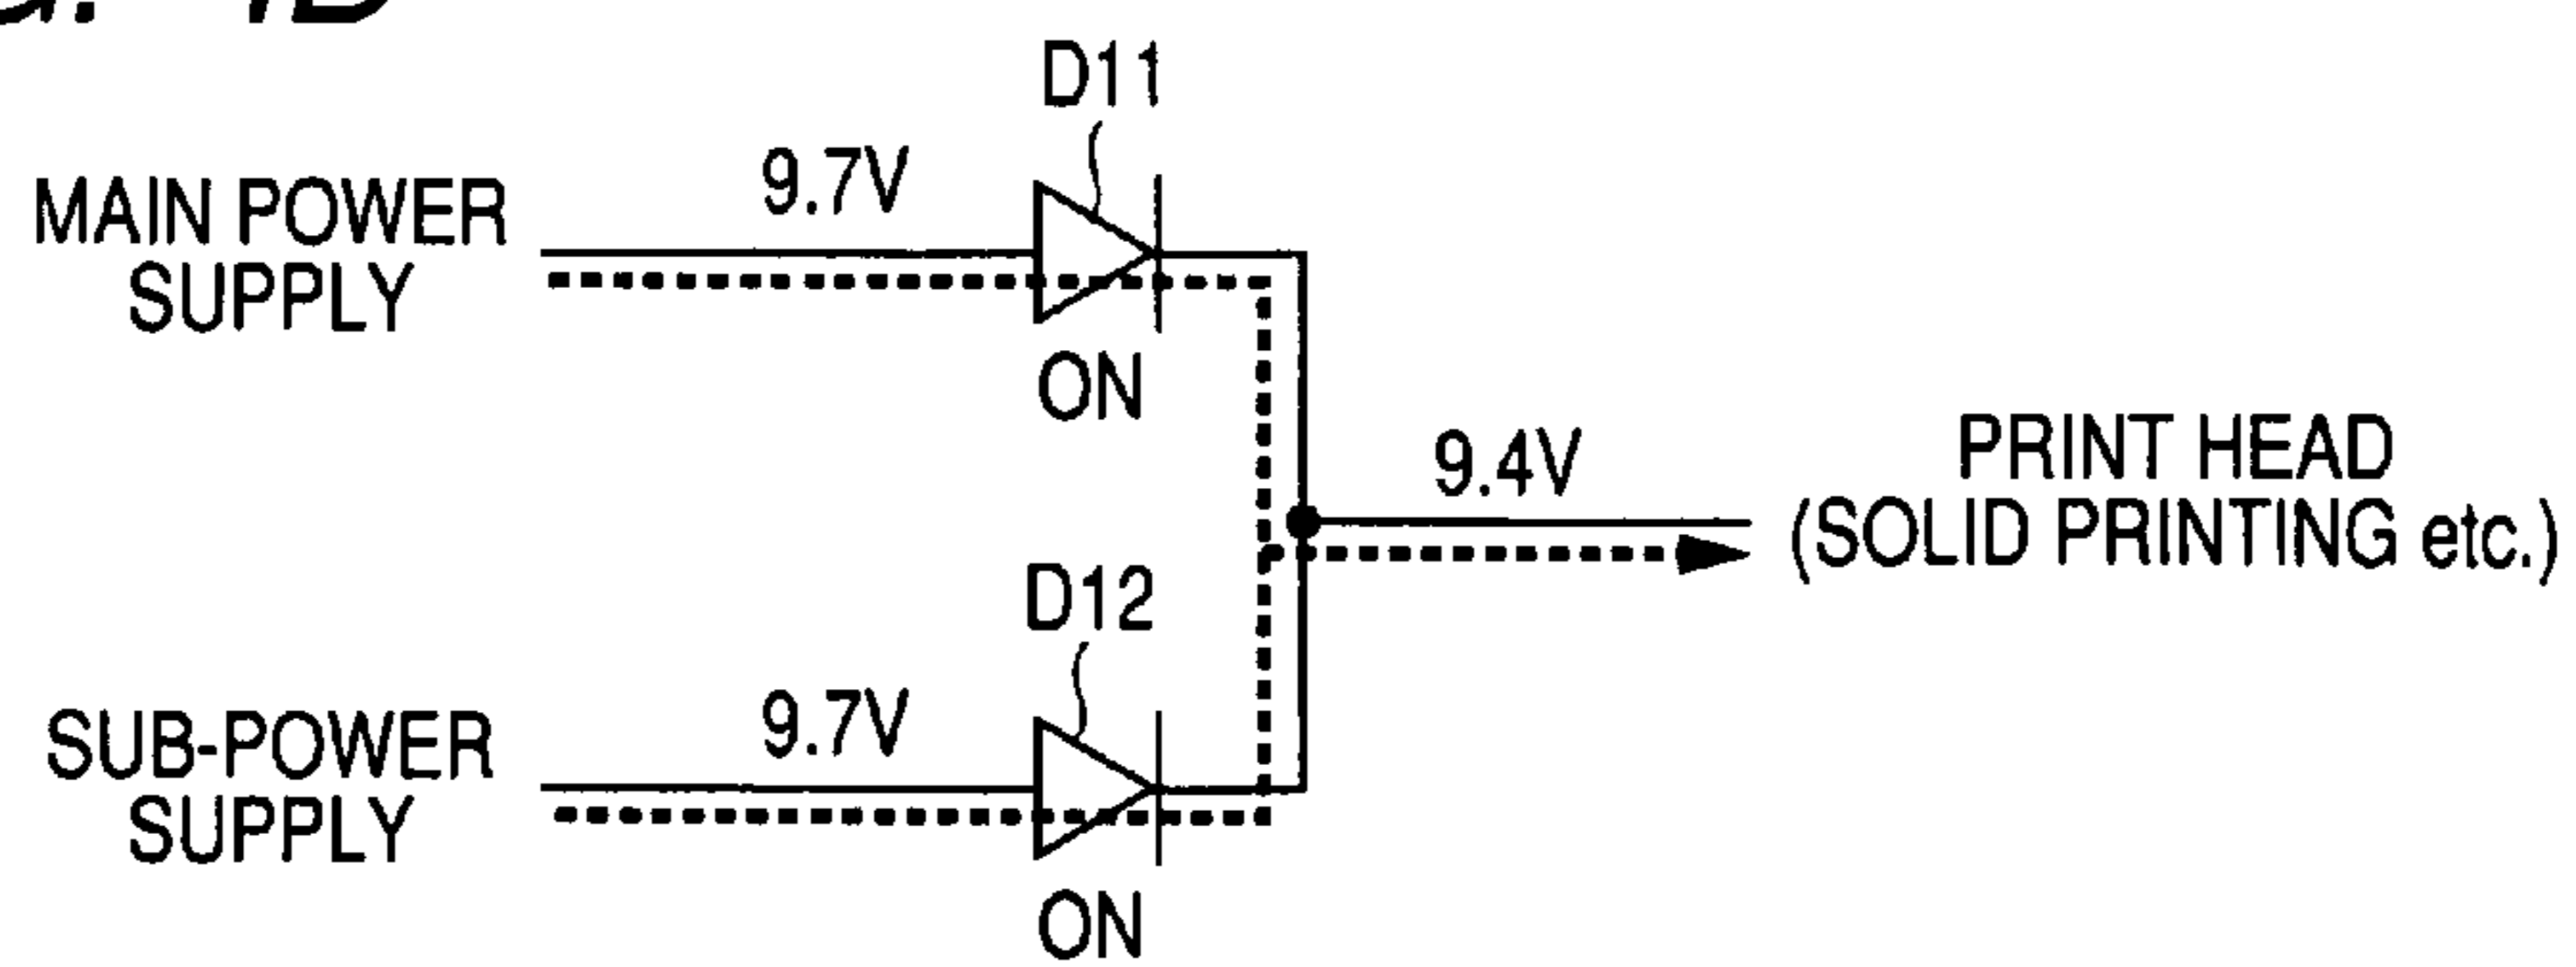 D11
9.7V
MAIN POWER
SUPPLY
ON
9.4V
PRINT HEAD
(SOLID PRINTING etc.)
D12
9.7V
SUB-POWER
SUPPLY
ON